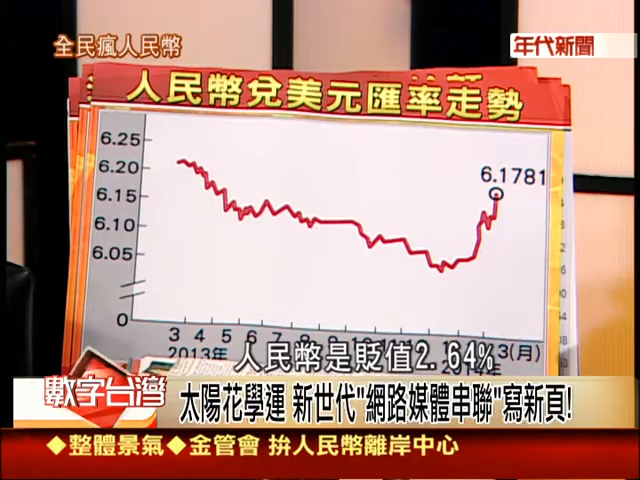 全民瘋人民幣
年代新聞
人民幣兌美元匯率走勢
6.25
6.20
6.15
6.10
6.05
0
6.1781
3 4 5 6 7 8 9 10 11 12
3(月)
2013年
人民幣是貶值2.64%
數字台灣
太陽花學運 新世代"網路媒體串聯"寫新頁!
◆整體景氣◆金管會 拚人民幣離岸中心